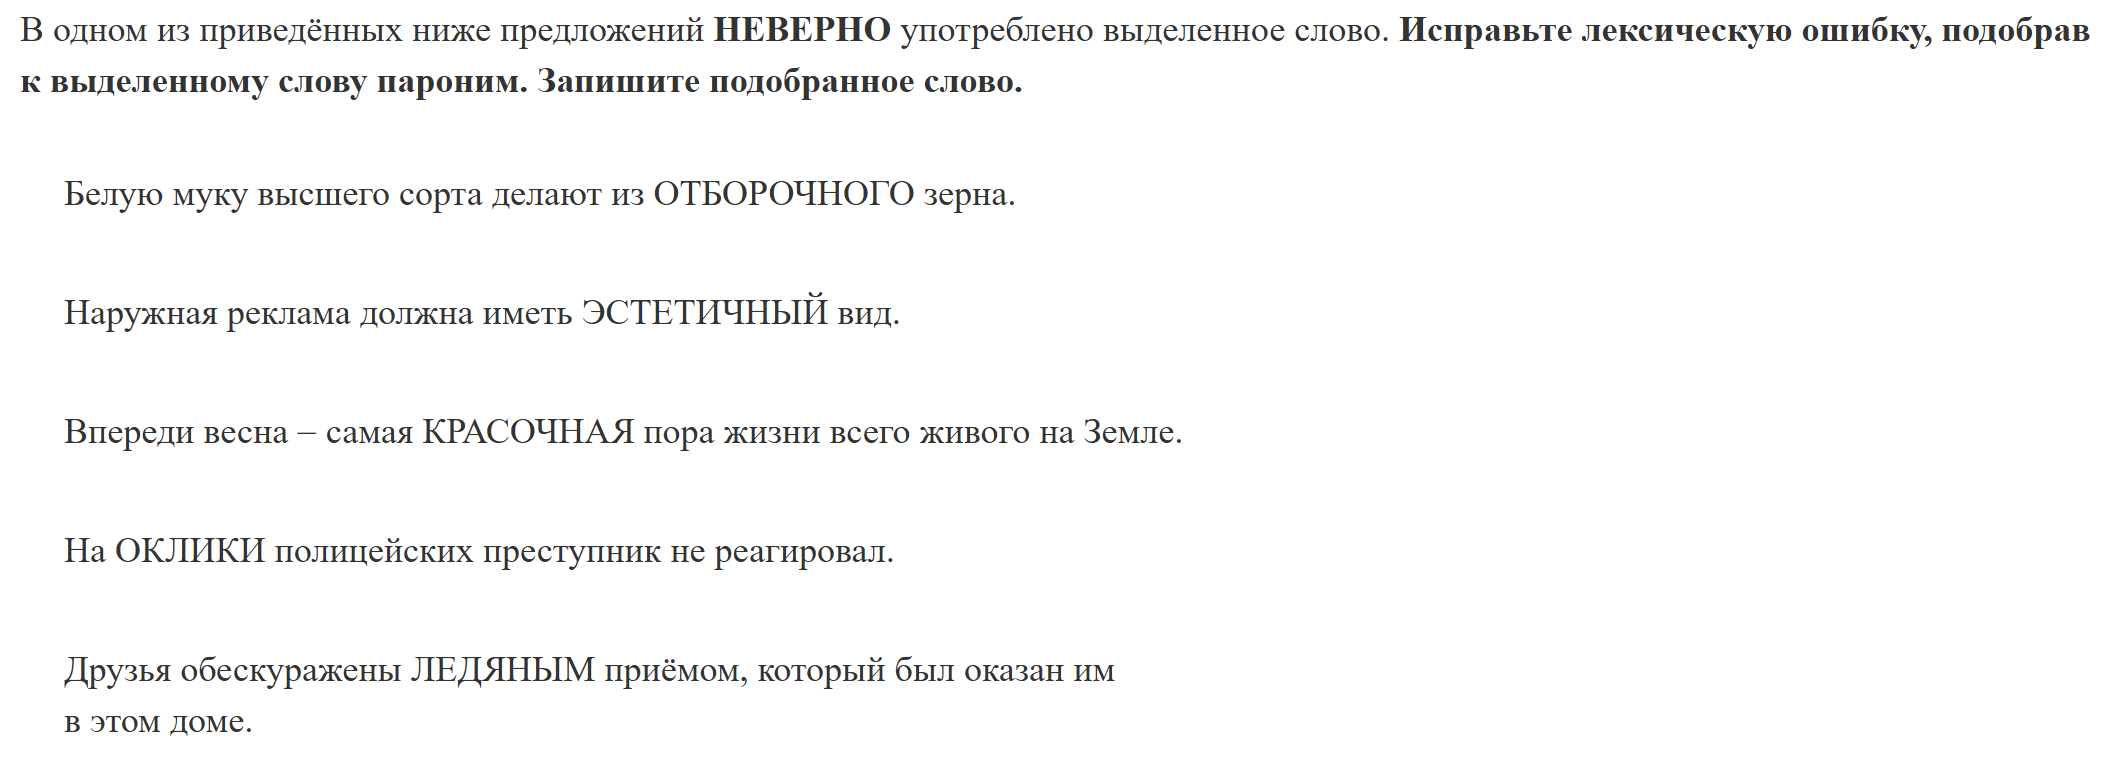 В одном из приведённых ниже предложений НЕВЕРНО употреблено выделенное слово. Исправьте лексическую ошибку, подобрав
к выделенному слову пароним. Запишите подобранное слово.
Белую муку высшего сорта делают из ОТБОРОЧНОГО зерна.
Наружная реклама должна иметь ЭСТЕТИЧНЫЙ вид.
Впереди весна – самая КРАСОЧНАЯ пора жизни всего живого на Земле.
На ОКЛИКИ полицейских преступник не реагировал.
Друзья обескуражены ЛЕДЯНЫМ приёмом, который был оказан им
в этом доме.